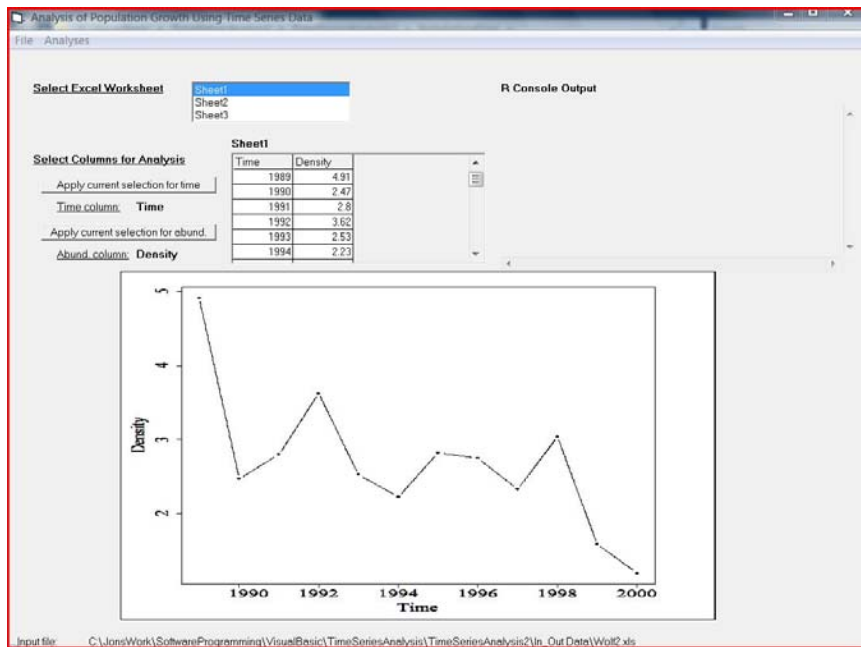 Analysis of Population Growth Using Time Series Data
File Analyses
Select Excel Worksheet
Sheet1
Sheet2
Sheet3
R Console Output
Sheet1
Select Columns for Analysis
Time Density
1989 4.91
1990 2.47
1991 2.8
1992 3.62
1993 2.53
1994 2.23
Apply current selection for time
Time column: Time
Apply current selection for abund.
Abund. column: Density
5
4
3
2
Density
1990 1992 1994 1996 1998 2000
Time
Input file: C:\JonsWork\SoftwareProgramming\VisualBasic\TimeSeriesAnalysis\TimeSeriesAnalysis2\In_Out Data\Wolf2.xls